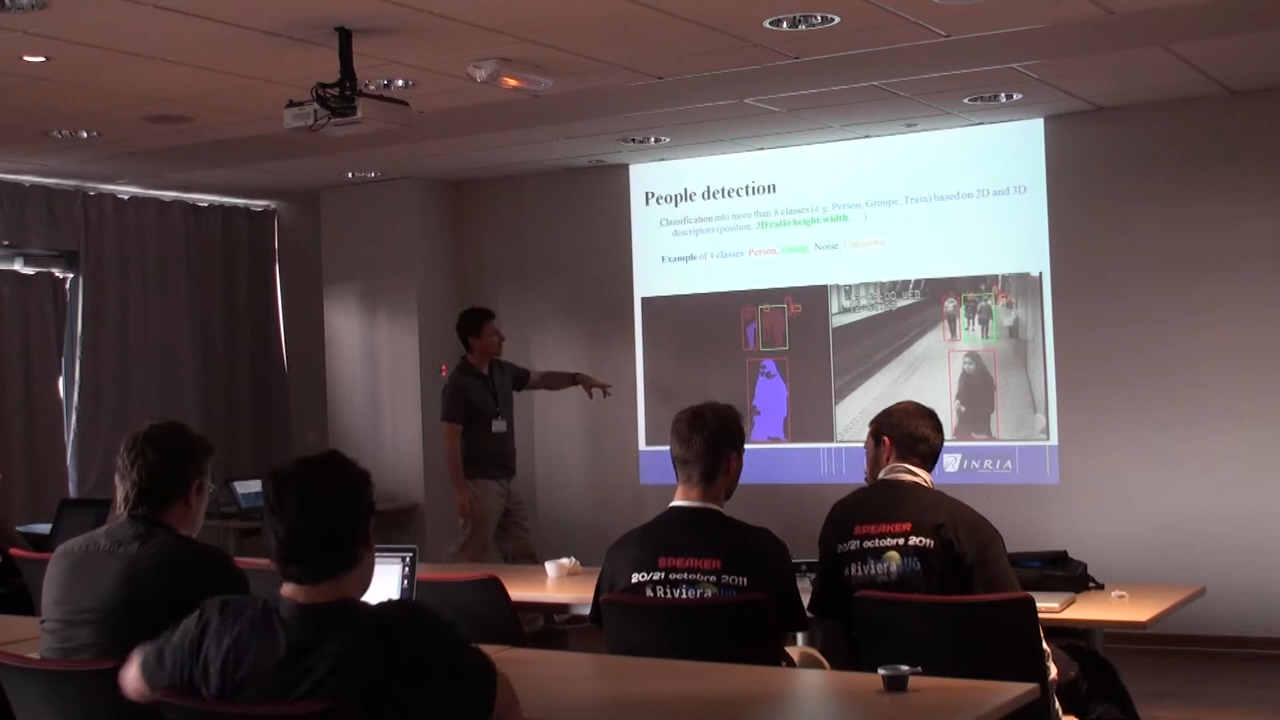 People detection
Classification into more than 8 classes (e.g. Person, Groupe, Train) based on 2D and 3D
descriptors (position, 3D ratio height/width, )
Example of 4 classes: Person, Group, Noise, Unknown
WED
INRIA
SPEAKER
20/21 octobre 2011
Riviera
SPEAKER
20/21 octobre 2011
Riviera